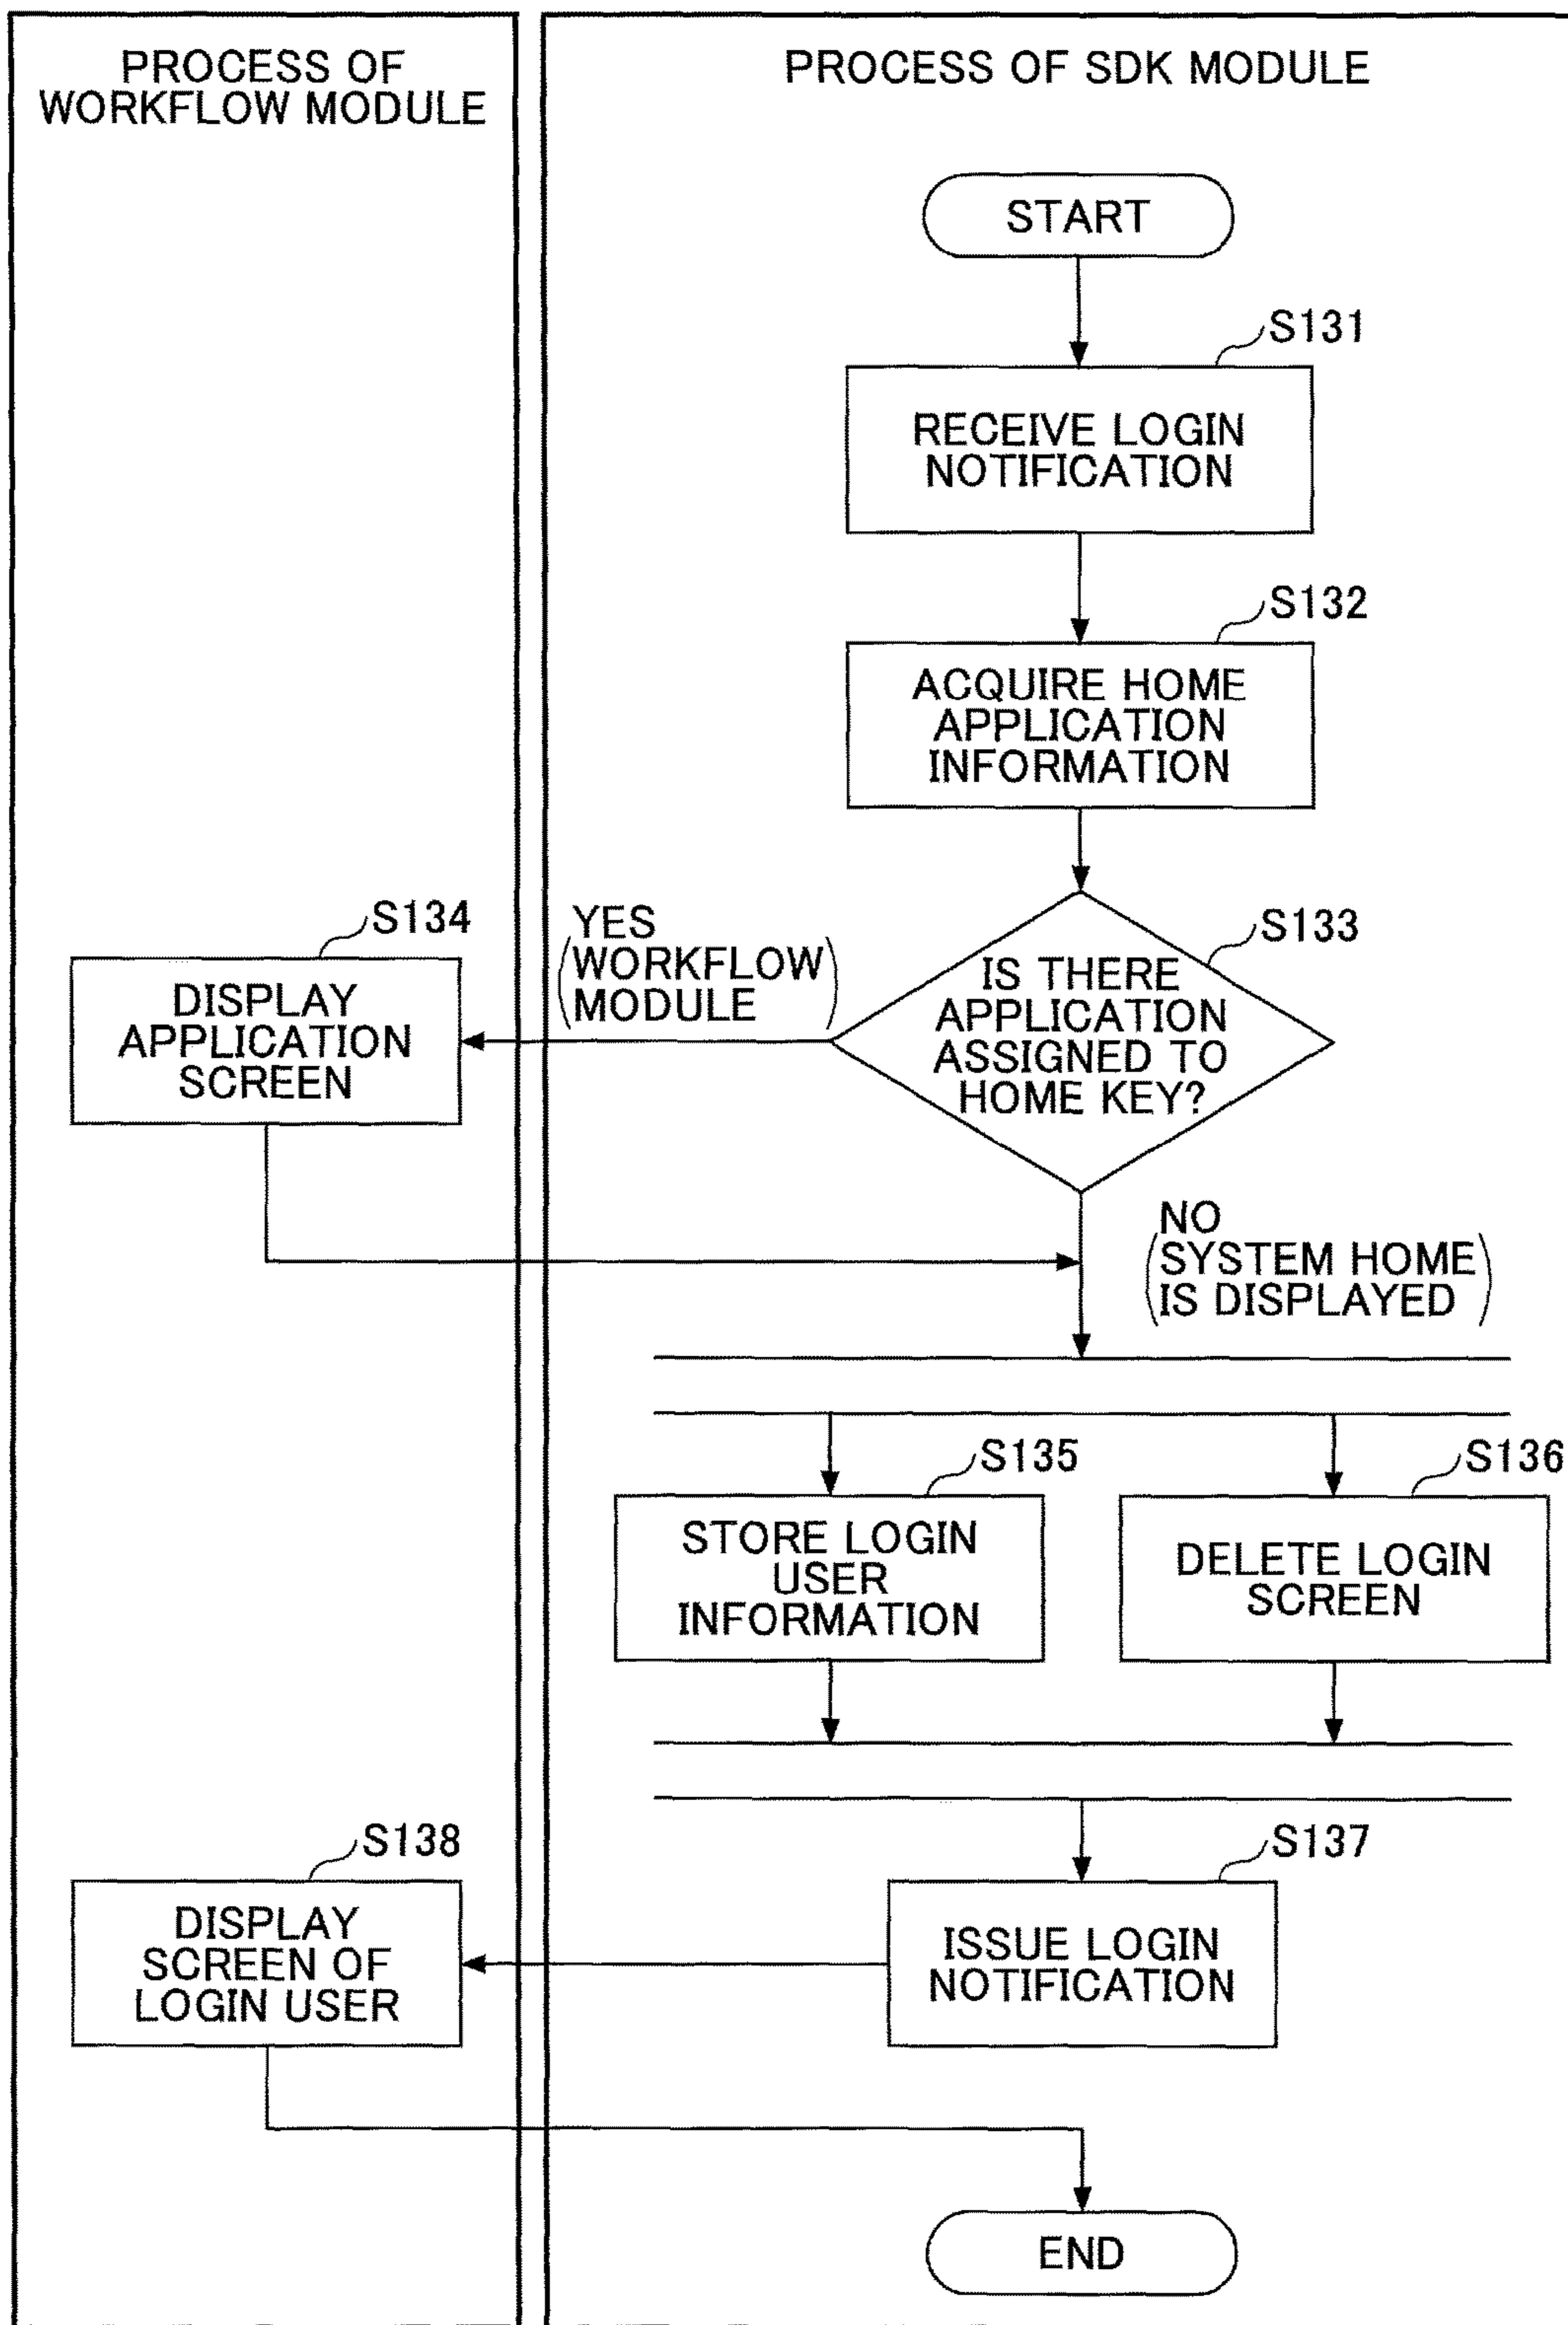 PROCESS OF
WORKFLOW MODULE
PROCESS OF SDK MODULE
START
S131
RECEIVE LOGIN
NOTIFICATION
S132
ACQUIRE HOME
APPLICATION
INFORMATION
S133
IS THERE
APPLICATION
ASSIGNED TO
HOME KEY?
YES
(WORKFLOW
MODULE)
S134
DISPLAY
APPLICATION
SCREEN
NO
(SYSTEM HOME
IS DISPLAYED)
S135
STORE LOGIN
USER
INFORMATION
S136
DELETE LOGIN
SCREEN
S137
ISSUE LOGIN
NOTIFICATION
S138
DISPLAY
SCREEN OF
LOGIN USER
END